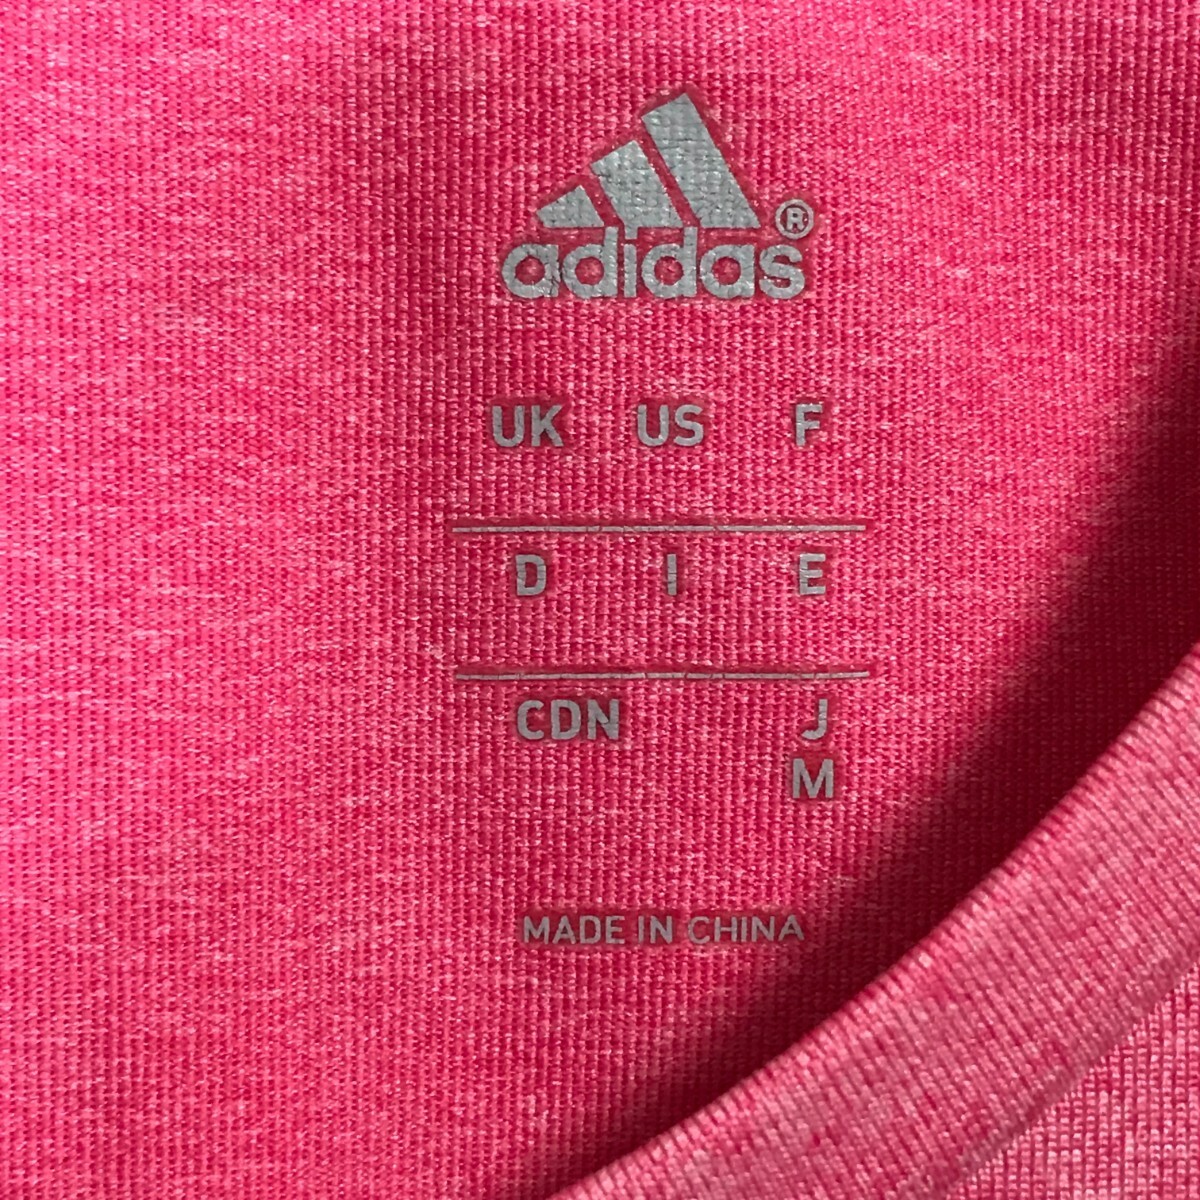 adidas®
UK US F
D I E
CDN J
M
MADE IN CHINA